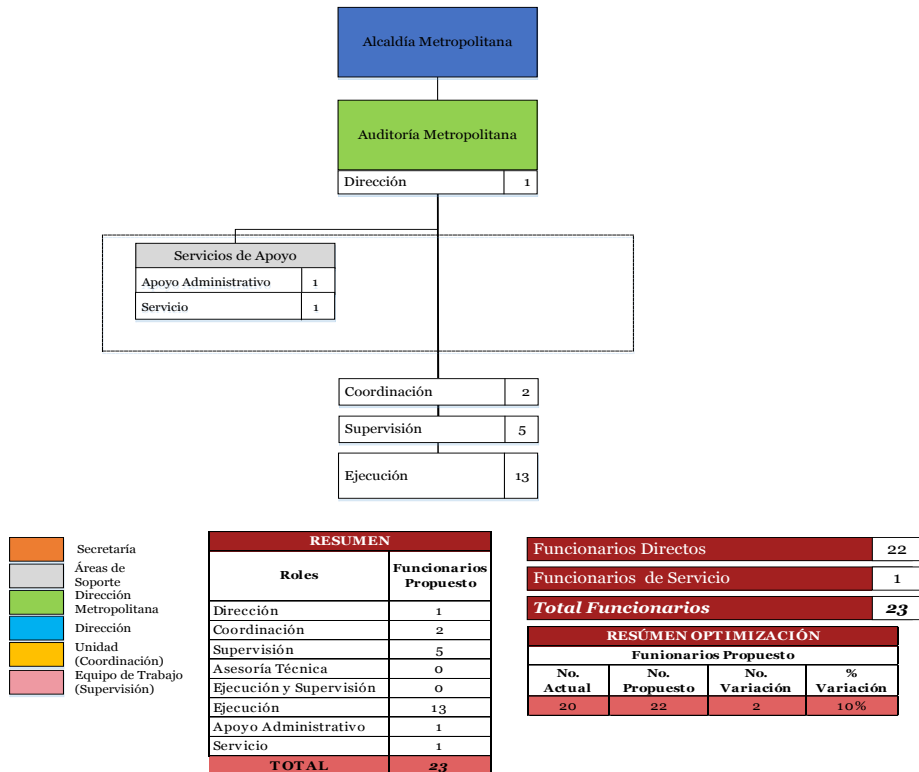 Alcaldía Metropolitana
Auditoría Metropolitana
Dirección 1
Servicios de Apoyo
Apoyo Administrativo 1
Servicio 1
Coordinación 2
Supervisión 5
Ejecución 13
Secretaría
Áreas de
Soporte
Dirección
Metropolitana
Dirección
Unidad
(Coordinación)
Equipo de Trabajo
(Supervisión)
RESUMEN
Roles
Funcionarios
Propuesto
Dirección 1
Coordinación 2
Supervisión 5
Asesoría Técnica 0
Ejecución y Supervisión 0
Ejecución 13
Apoyo Administrativo 1
Servicio 1
TOTAL 23
Funcionarios Directos 22
Funcionarios de Servicio 1
Total Funcionarios 23
RESÚMEN OPTIMIZACIÓN
Funionarios Propuesto
No. No. No. %
Actual Propuesto Variación Variación
20 22 2 10%